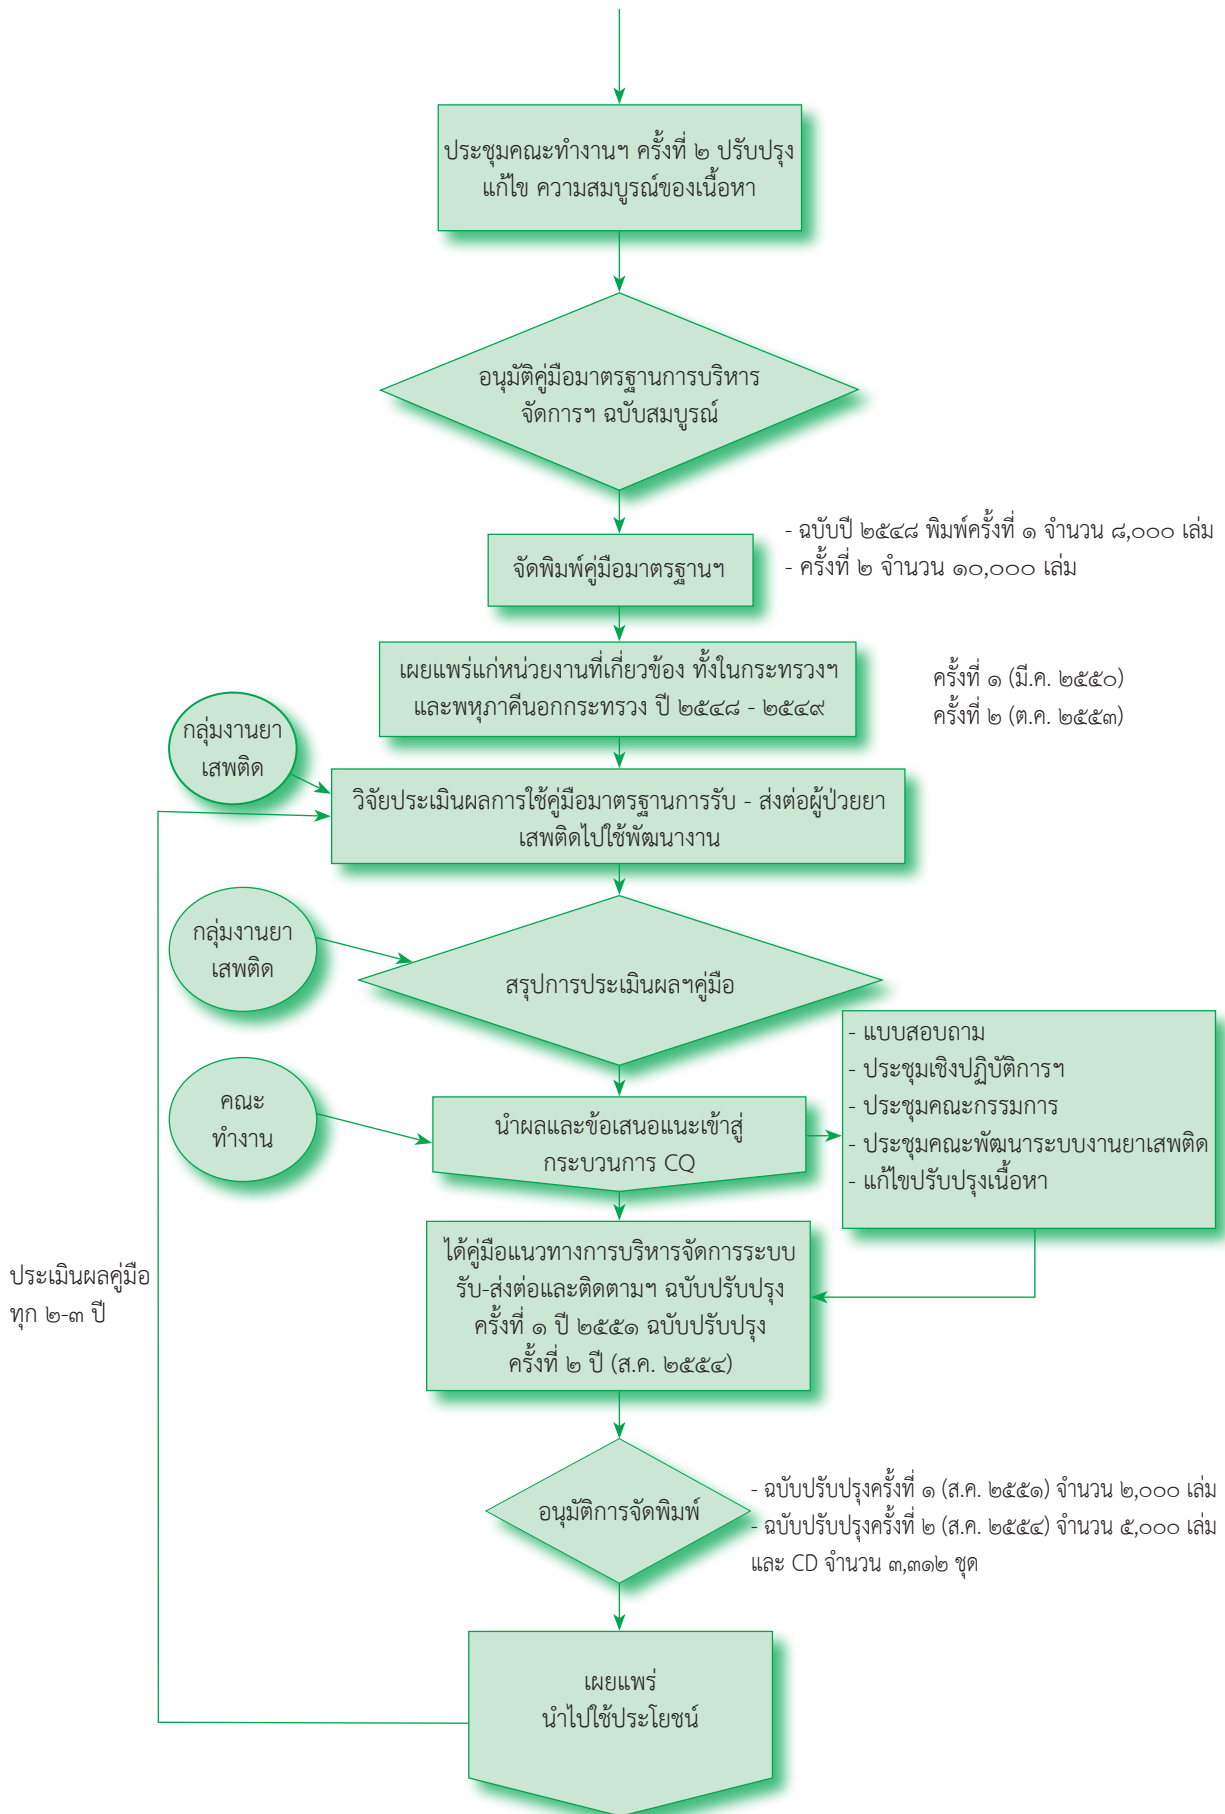 ประชุมคณะทำงานฯ ครั้งที่ ๒ ปรับปรุง
แก้ไข ความสมบูรณ์ของเนื้อหา
อนุมัติคู่มือมาตรฐานการบริหาร
จัดการฯ ฉบับสมบูรณ์
- ฉบับปี ๒๕๔๘ พิมพ์ครั้งที่ ๑ จำนวน ๘,๐๐๐ เล่ม
- ครั้งที่ ๒ จำนวน ๑๐,๐๐๐ เล่ม
จัดพิมพ์คู่มือมาตรฐานฯ
เผยแพร่แก่หน่วยงานที่เกี่ยวข้อง ทั้งในกระทรวงฯ
และพหุภาคีนอกกระทรวง ปี ๒๕๔๘ - ๒๕๔๙
ครั้งที่ ๑ (มี.ค. ๒๕๕๐)
ครั้งที่ ๒ (ต.ค. ๒๕๕๓)
กลุ่มงานยา
เสพติด
วิจัยประเมินผลการใช้คู่มือมาตรฐานการรับ - ส่งต่อผู้ป่วยยา
เสพติดไปใช้พัฒนางาน
กลุ่มงานยา
เสพติด
สรุปการประเมินผลฯคู่มือ
คณะ
ทำงาน
นำผลและข้อเสนอแนะเข้าสู่
กระบวนการ CQ
- แบบสอบถาม
- ประชุมเชิงปฏิบัติการฯ
- ประชุมคณะกรรมการ
- ประชุมคณะพัฒนาระบบงานยาเสพติด
- แก้ไขปรับปรุงเนื้อหา
ได้คู่มือแนวทางการบริหารจัดการระบบ
รับ-ส่งต่อและติดตามฯ ฉบับปรับปรุง
ครั้งที่ ๑ ปี ๒๕๕๑ ฉบับปรับปรุง
ครั้งที่ ๒ ปี (ส.ค. ๒๕๕๔)
ประเมินผลคู่มือ
ทุก ๒-๓ ปี
อนุมัติการจัดพิมพ์
- ฉบับปรับปรุงครั้งที่ ๑ (ส.ค. ๒๕๕๑) จำนวน ๒,๐๐๐ เล่ม
- ฉบับปรับปรุงครั้งที่ ๒ (ส.ค. ๒๕๕๔) จำนวน ๕,๐๐๐ เล่ม
และ CD จำนวน ๓,๓๑๒ ชุด
เผยแพร่
นำไปใช้ประโยชน์